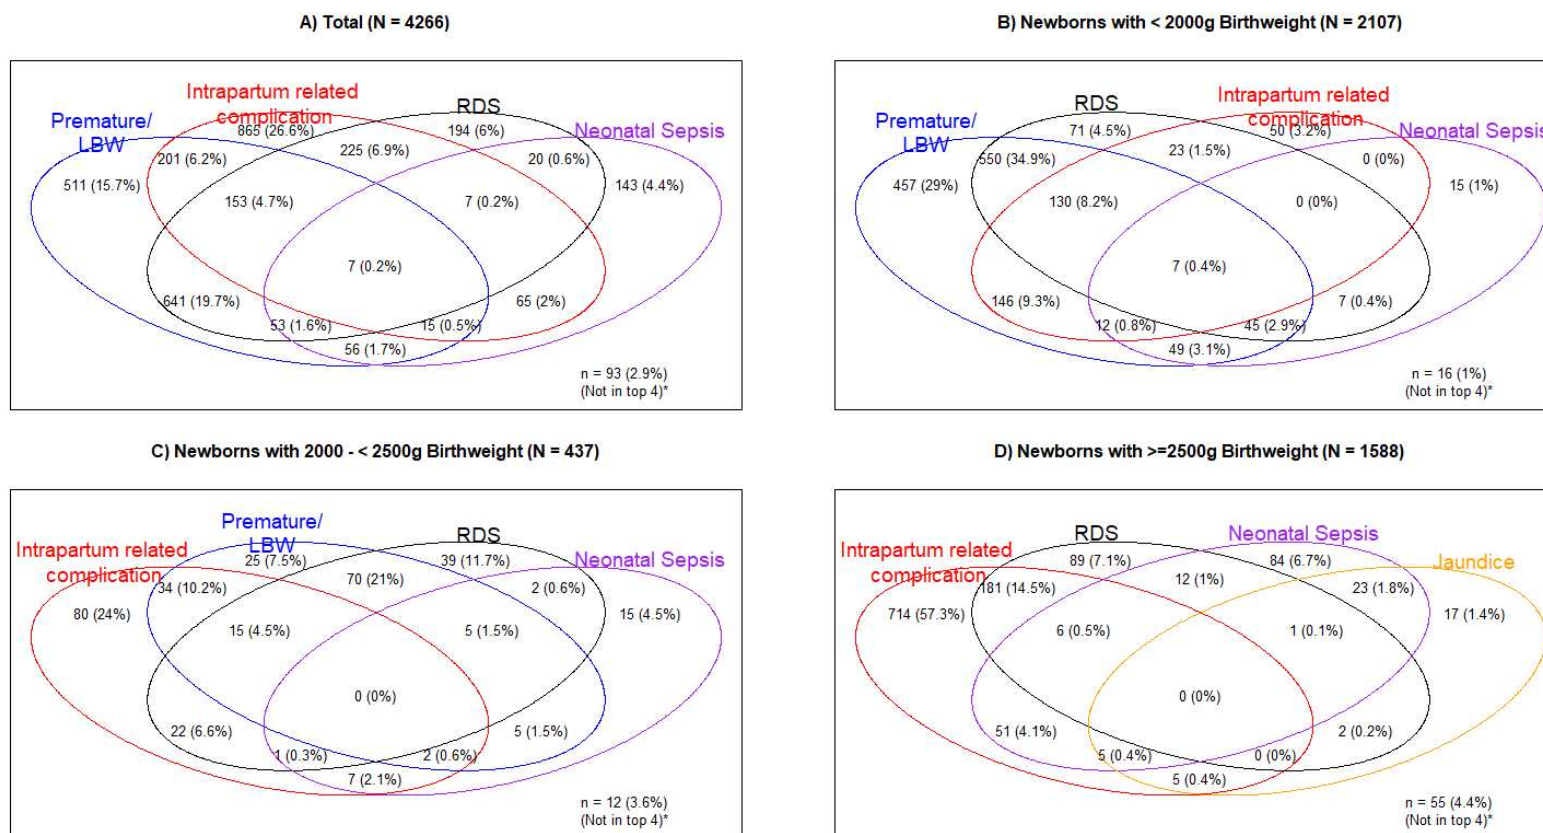 A) Total (N = 4266)
Intrapartum related
complication
RDS
Premature/
LBW
Neonatal Sepsis
865 (26.6%)
194 (6%)
201 (6.2%)
225 (6.9%)
20 (0.6%)
511 (15.7%)
143 (4.4%)
153 (4.7%)
7 (0.2%)
7 (0.2%)
641 (19.7%)
65 (2%)
53 (1.6%)
15 (0.5%)
56 (1.7%)
n = 93 (2.9%)
(Not in top 4)*
B) Newborns with < 2000g Birthweight (N = 2107)
RDS
Intrapartum related
complication
Premature/
LBW
Neonatal Sepsis
71 (4.5%)
50 (3.2%)
550 (34.9%)
23 (1.5%)
0 (0%)
457 (29%)
15 (1%)
130 (8.2%)
0 (0%)
7 (0.4%)
146 (9.3%)
7 (0.4%)
12 (0.8%)
45 (2.9%)
49 (3.1%)
n = 16 (1%)
(Not in top 4)*
C) Newborns with 2000 - < 2500g Birthweight (N = 437)
Premature/
LBW
RDS
Intrapartum related
complication
Neonatal Sepsis
25 (7.5%)
39 (11.7%)
34 (10.2%)
70 (21%)
2 (0.6%)
80 (24%)
15 (4.5%)
15 (4.5%)
5 (1.5%)
0 (0%)
22 (6.6%)
5 (1.5%)
1 (0.3%)
2 (0.6%)
7 (2.1%)
n = 12 (3.6%)
(Not in top 4)*
D) Newborns with >=2500g Birthweight (N = 1588)
RDS
Neonatal Sepsis
Intrapartum related
complication
Jaundice
89 (7.1%)
84 (6.7%)
181 (14.5%)
12 (1%)
23 (1.8%)
714 (57.3%)
17 (1.4%)
6 (0.5%)
1 (0.1%)
0 (0%)
51 (4.1%)
2 (0.2%)
5 (0.4%)
0 (0%)
5 (0.4%)
n = 55 (4.4%)
(Not in top 4)*